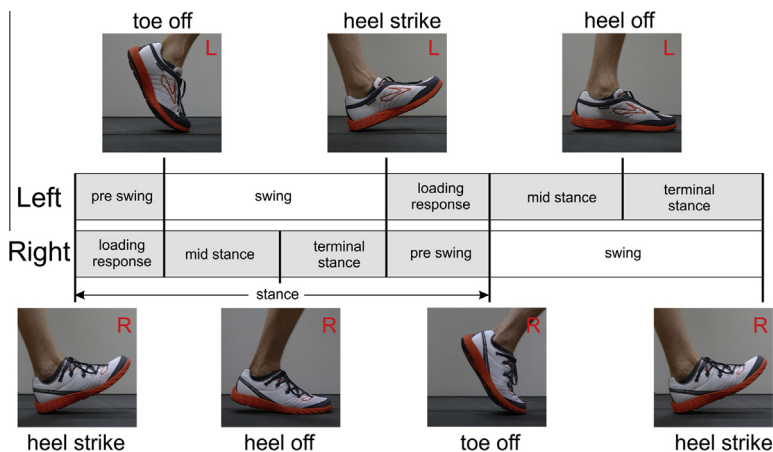 toe off
heel strike
heel off
L
L
L
Left
pre swing
swing
loading
response
mid stance
terminal
stance
Right
loading
response
mid stance
terminal
stance
pre swing
swing
stance
R
R
R
R
heel strike
heel off
toe off
heel strike